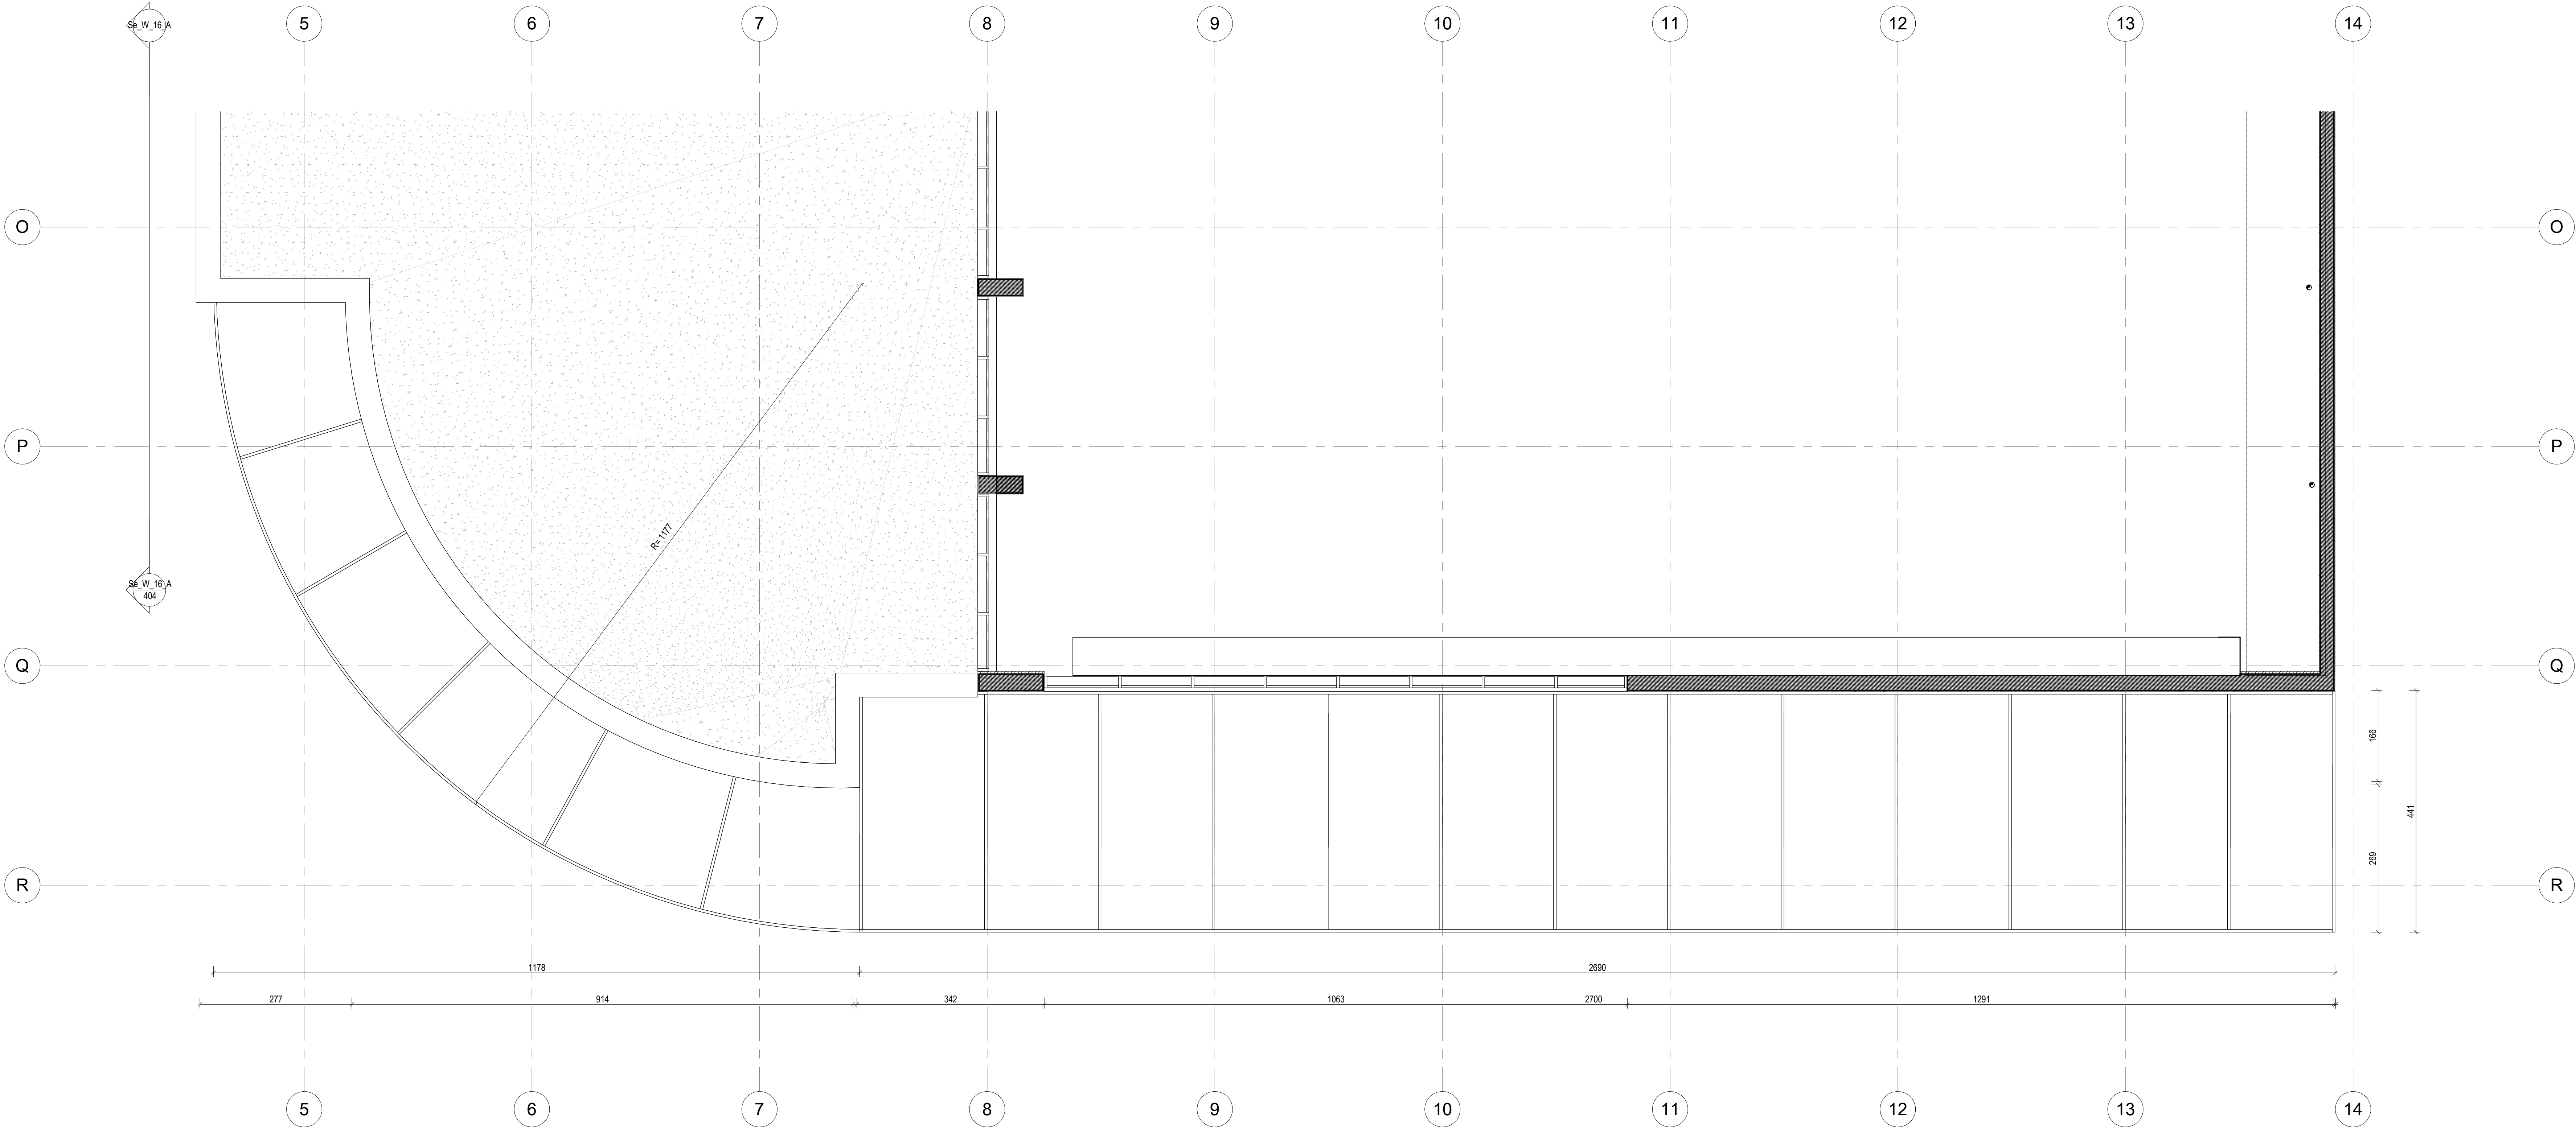 Se_W_16_A 5 6 7 8 9 10 11 12 13 14
O O
P P
R= 1177
Se_W_16_A
404
Q Q
166
441
269
R R
1178 2690
277 914 342 1063 2700 1291
5 6 7 8 9 10 11 12 13 14